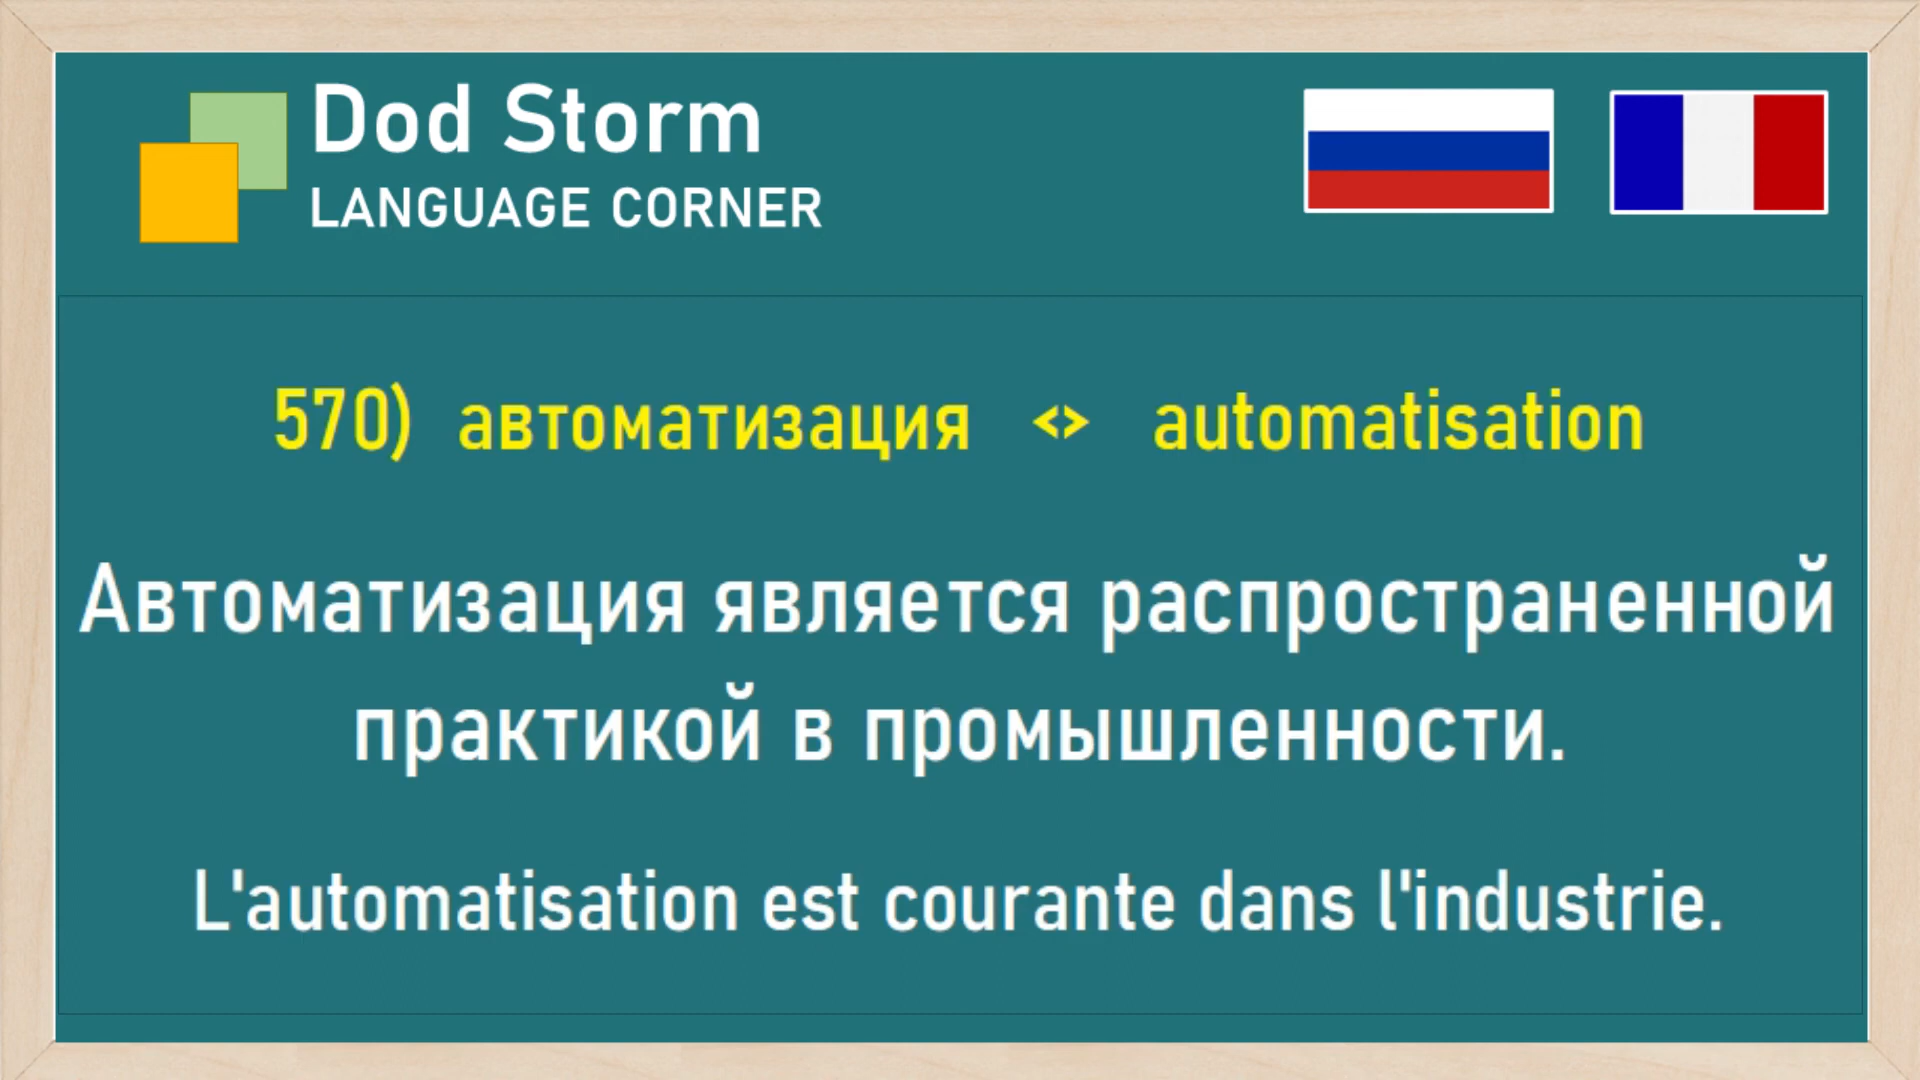 Dod Storm
LANGUAGE CORNER
570) автоматизация <> automatisation
Автоматизация является распространенной
практикой в промышленности.
L'automatisation est courante dans l'industrie.